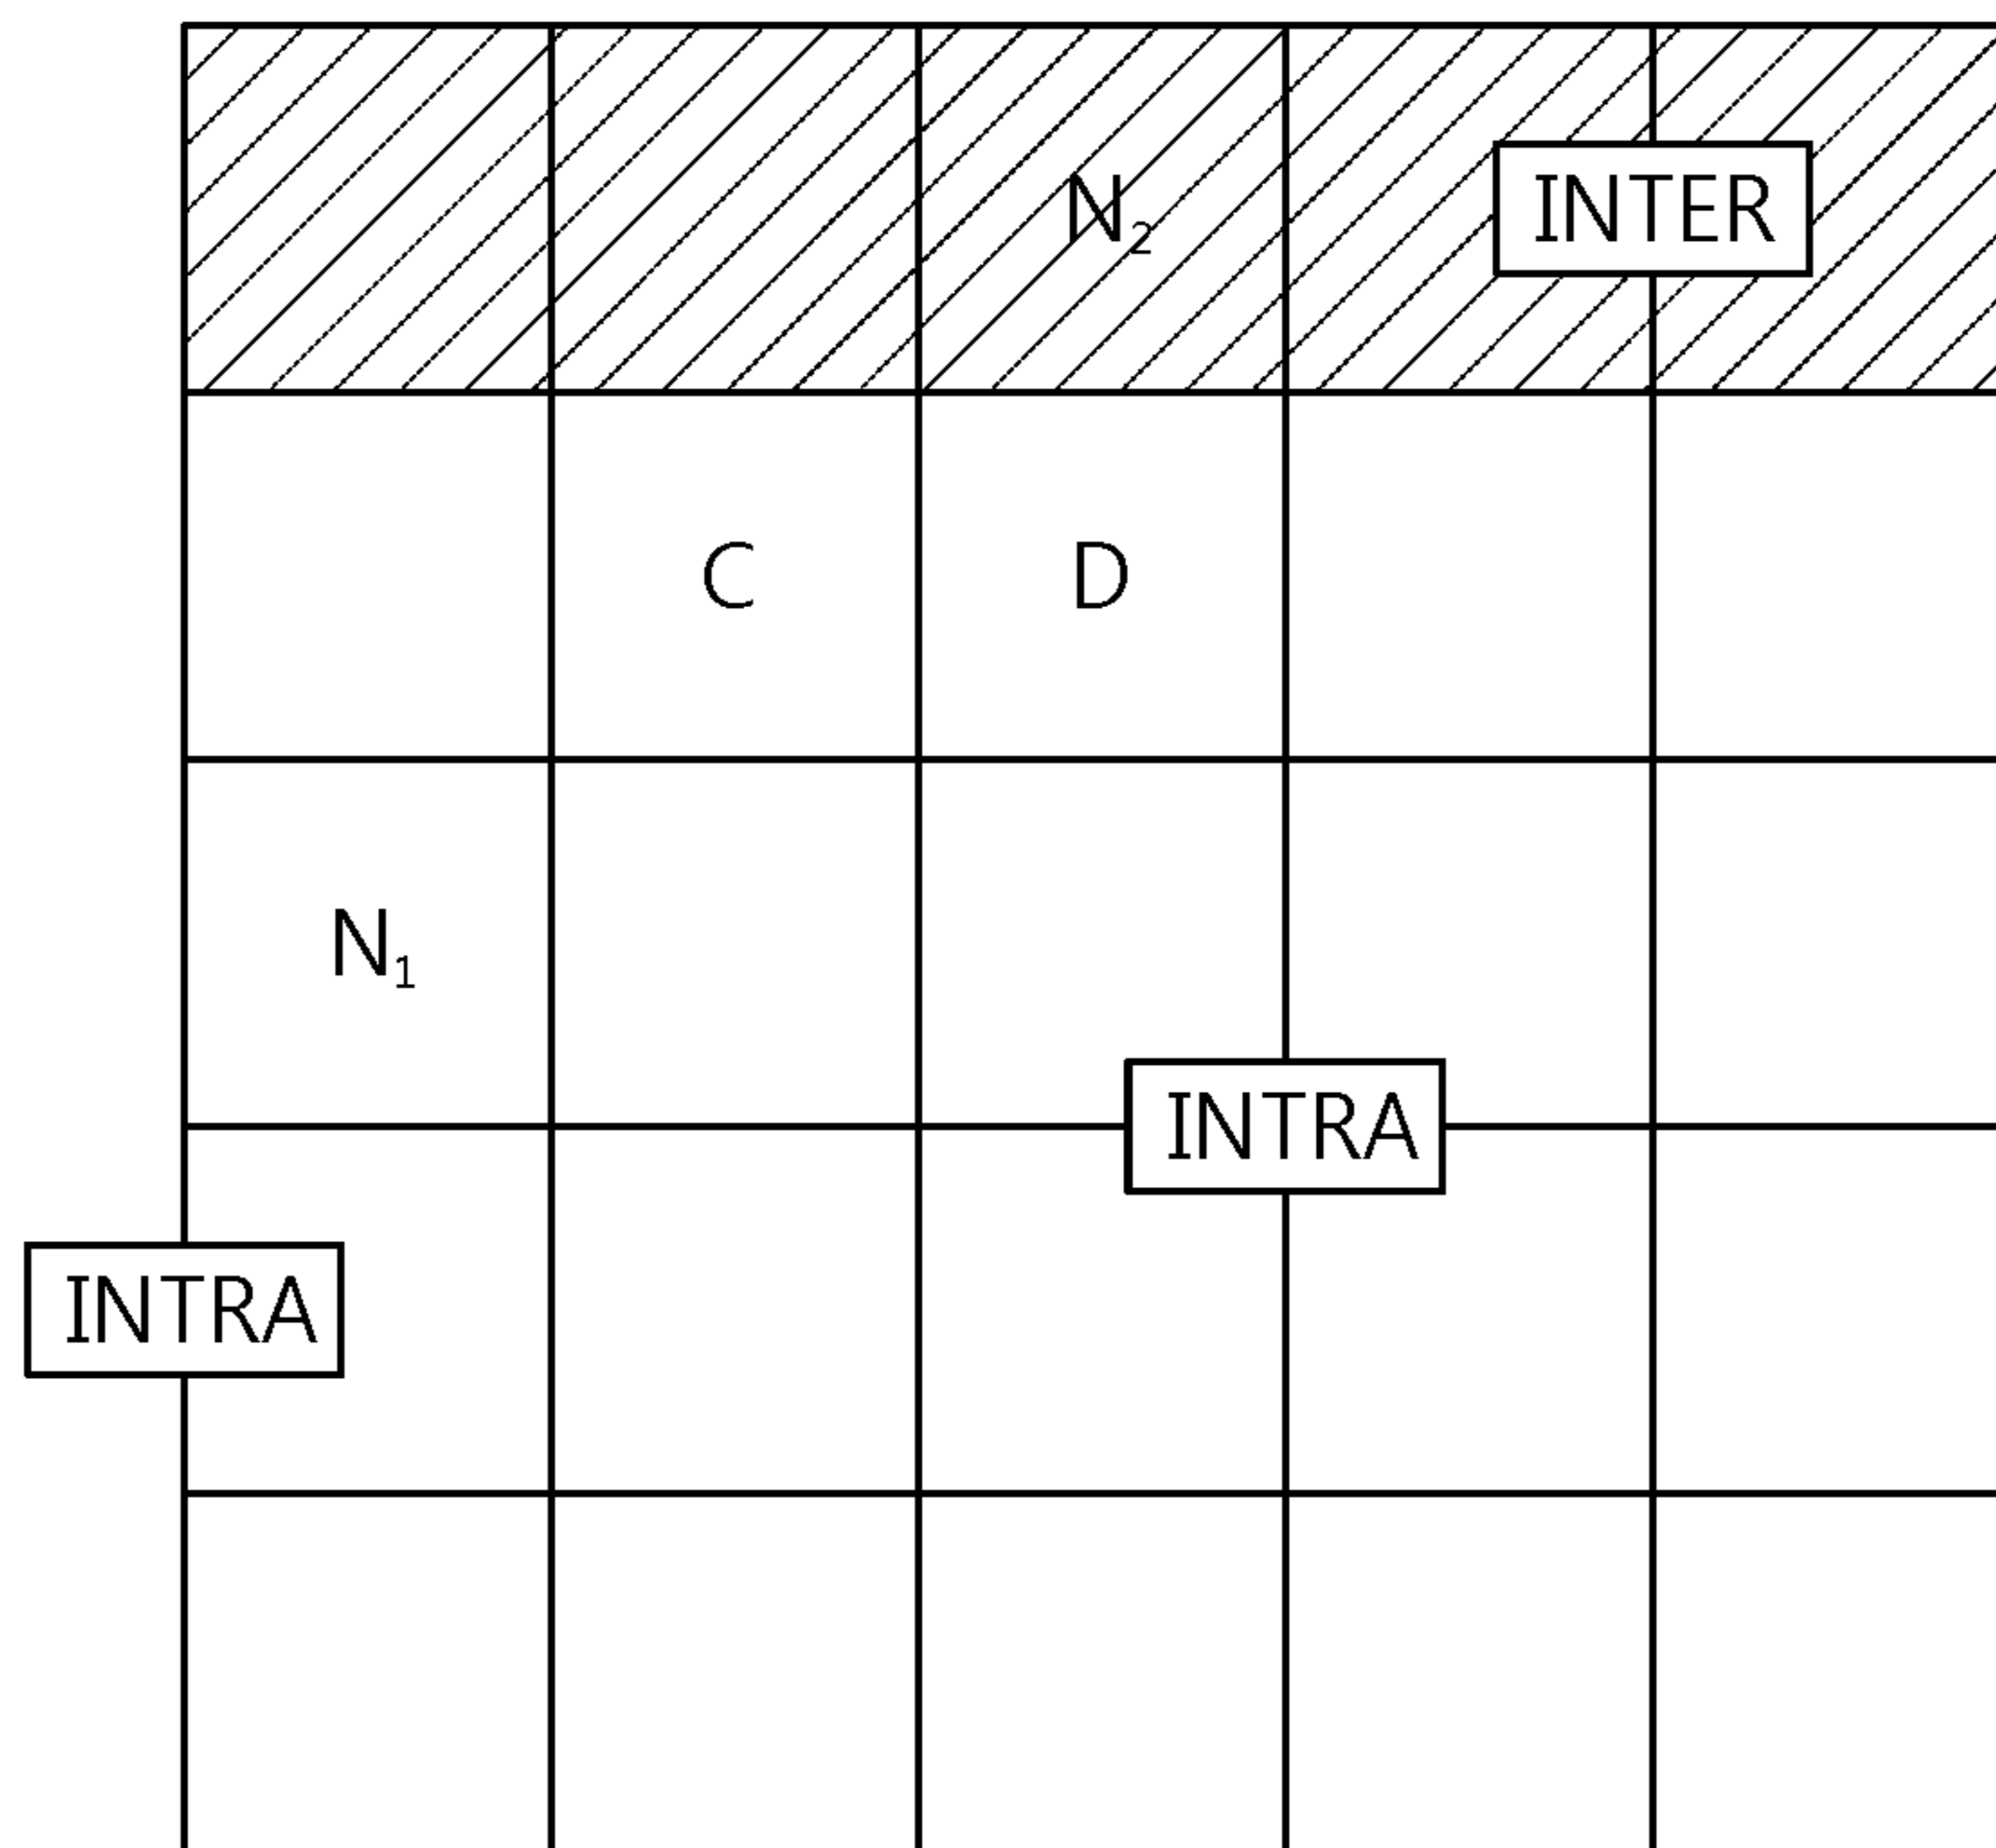 N₂ INTER
C D
N₁
INTRA
INTRA